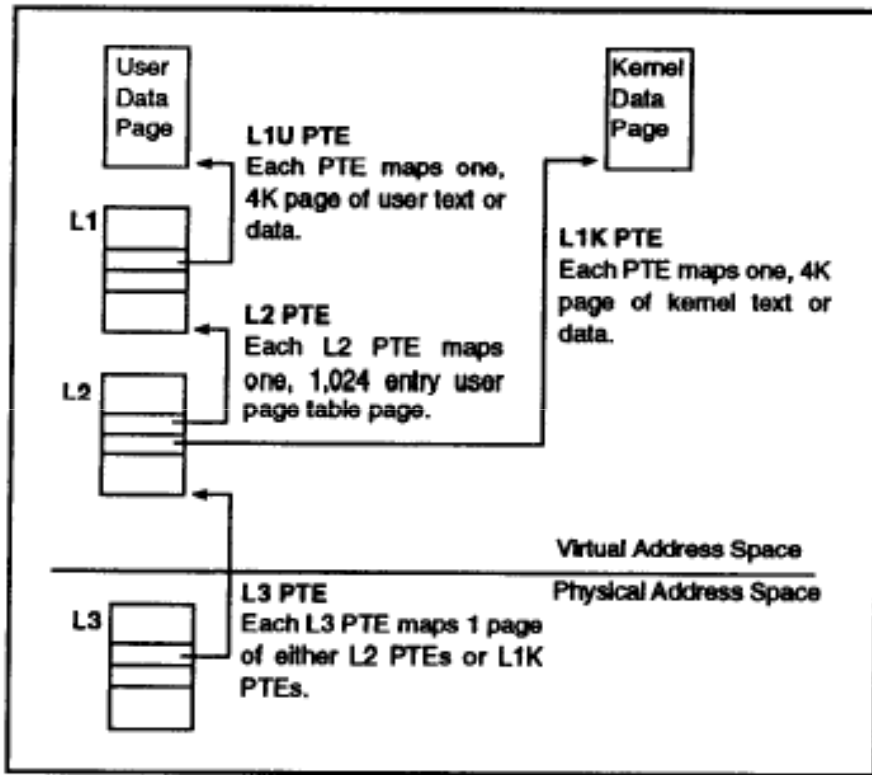 User
Data
Page
Kernel
Data
Page
L1U PTE
Each PTE maps one,
4K page of user text or
data.
L1
L1K PTE
Each PTE maps one, 4K
page of kernel text or
data.
L2 PTE
Each L2 PTE maps
one, 1,024 entry user
page table page.
L2
Virtual Address Space
Physical Address Space
L3 PTE
Each L3 PTE maps 1 page
of either L2 PTEs or L1K
PTEs.
L3